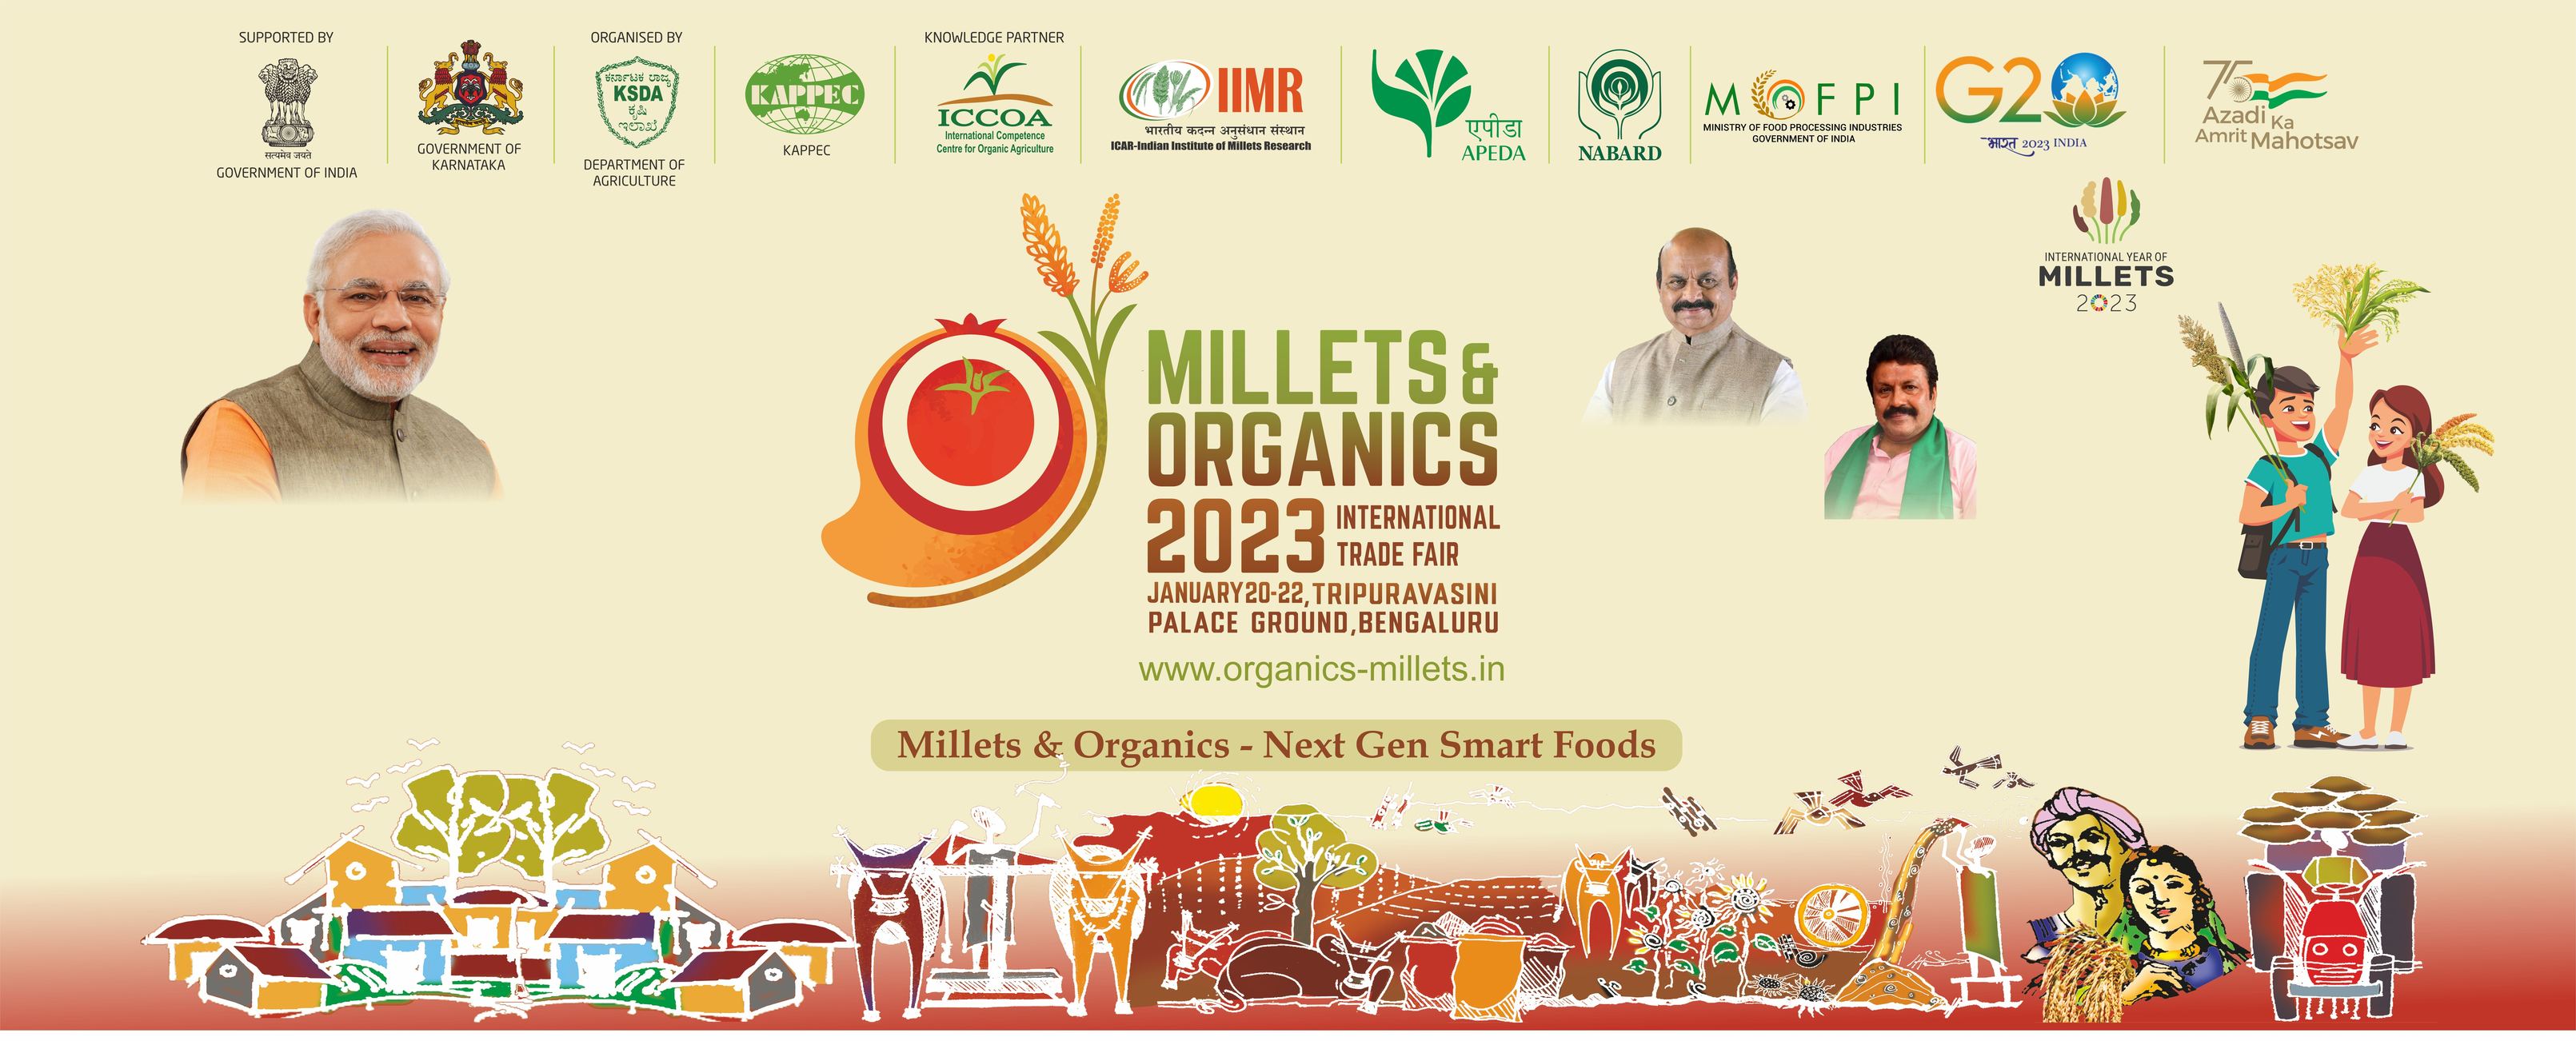 SUPPORTED BY
सत्यमेव जयते
GOVERNMENT OF INDIA
GOVERNMENT OF
KARNATAKA
ORGANISED BY
ಕರ್ನಾಟಕ ರಾಜ್ಯ
KSDA
ಕೃಷಿ
ಇಲಾಖೆ
DEPARTMENT OF
AGRICULTURE
KAPPEC
KAPPEC
KNOWLEDGE PARTNER
ICCOA
International Competence
Centre for Organic Agriculture
IIMR
भारतीय कदन्न अनुसंधान संस्थान
ICAR-Indian Institute of Millets Research
एपीडा
APEDA
NABARD
MOFPI
MINISTRY OF FOOD PROCESSING INDUSTRIES
GOVERNMENT OF INDIA
G20
भारत 2023 INDIA
75
Azadi Ka
Amrit Mahotsav
INTERNATIONAL YEAR OF
MILLETS
2023
MILLETS &
ORGANICS
2023 INTERNATIONAL
TRADE FAIR
JANUARY 20-22, TRIPURAVASINI
PALACE GROUND, BENGALURU
www.organics-millets.in
Millets & Organics - Next Gen Smart Foods